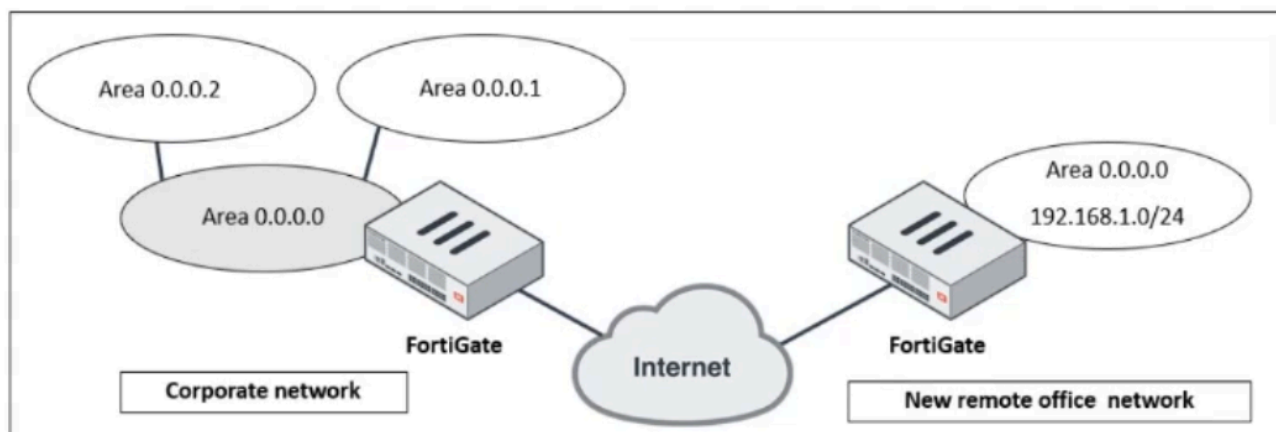 Area 0.0.0.2
Area 0.0.0.1
Area 0.0.0.0
Area 0.0.0.0
192.168.1.0/24
FortiGate
Internet
FortiGate
Corporate network
New remote office network